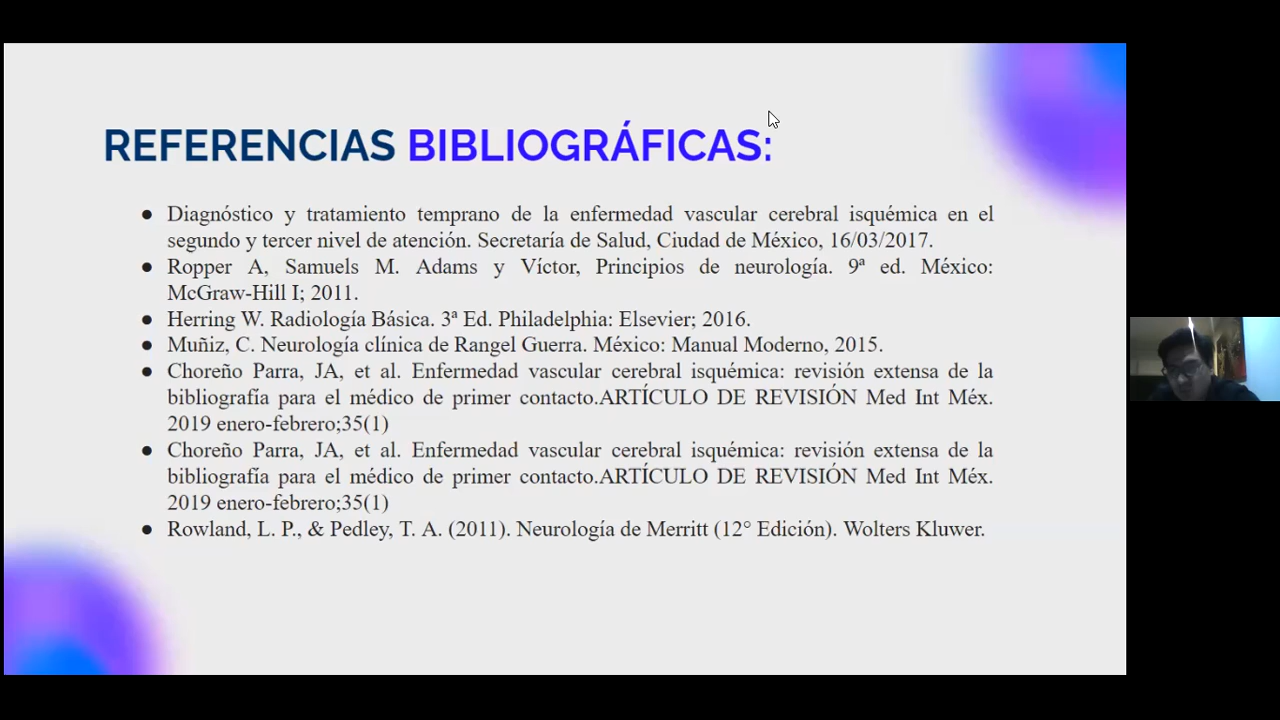 REFERENCIAS BIBLIOGRÁFICAS:
● Diagnóstico y tratamiento temprano de la enfermedad vascular cerebral isquémica en el
segundo y tercer nivel de atención. Secretaría de Salud, Ciudad de México, 16/03/2017.
● Ropper A, Samuels M. Adams y Víctor, Principios de neurología. 9ª ed. México:
McGraw-Hill I; 2011.
● Herring W. Radiología Básica. 3ª Ed. Philadelphia: Elsevier; 2016.
● Muñiz, C. Neurología clínica de Rangel Guerra. México: Manual Moderno, 2015.
● Choreño Parra, JA, et al. Enfermedad vascular cerebral isquémica: revisión extensa de la
bibliografía para el médico de primer contacto.ARTÍCULO DE REVISIÓN Med Int Méx.
2019 enero-febrero;35(1)
● Choreño Parra, JA, et al. Enfermedad vascular cerebral isquémica: revisión extensa de la
bibliografía para el médico de primer contacto.ARTÍCULO DE REVISIÓN Med Int Méx.
2019 enero-febrero;35(1)
● Rowland, L. P., & Pedley, T. A. (2011). Neurología de Merritt (12° Edición). Wolters Kluwer.